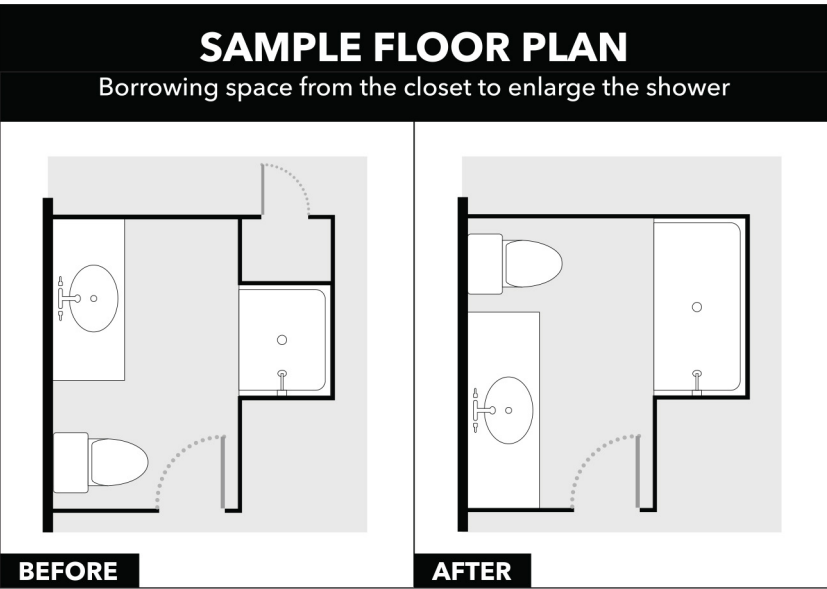 SAMPLE FLOOR PLAN
Borrowing space from the closet to enlarge the shower
BEFORE
AFTER